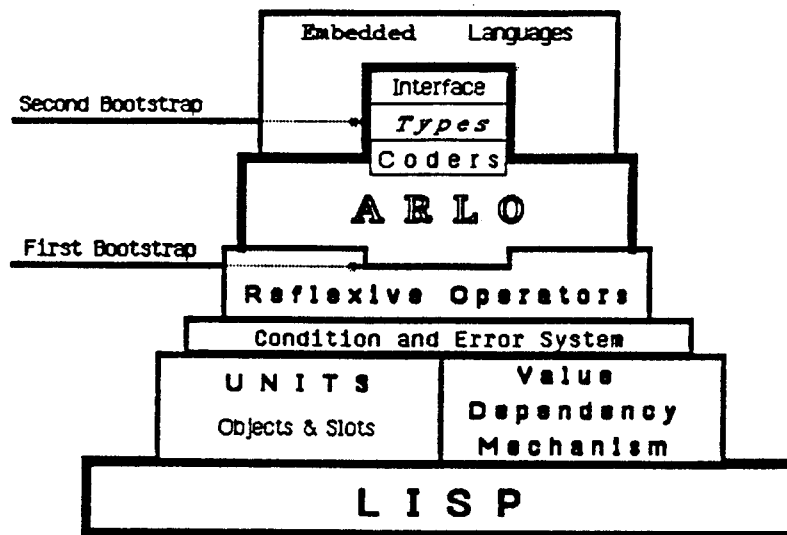 Embedded Languages
Interface
Second Bootstrap
Types
Coders
ARLO
First Bootstrap
Reflexive Operators
Condition and Error System
UNITS
Objects & Slots
Value
Dependency
Mechanism
LISP